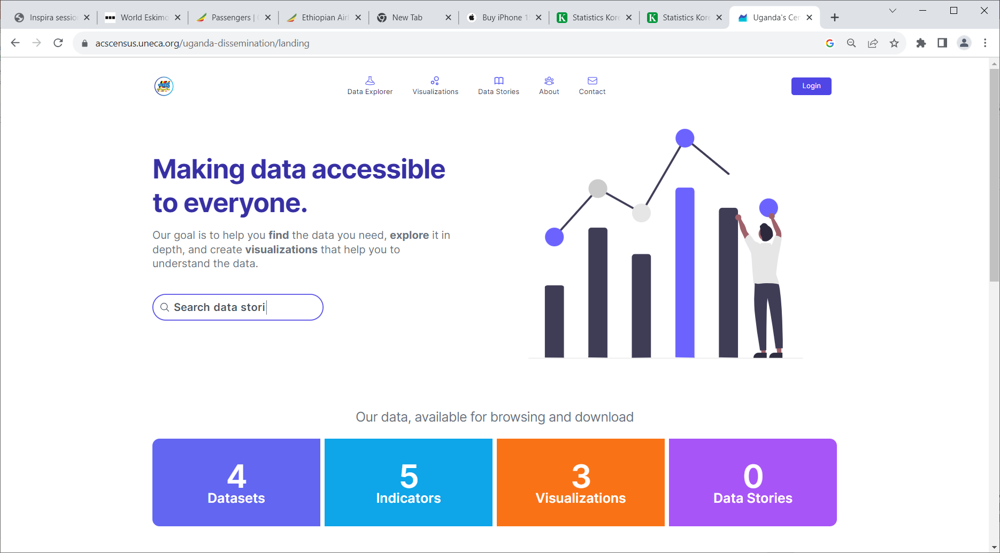 Inspira sessio
World Eskimo
Passengers |
Ethiopian Airl
New Tab
Buy iPhone 1
Statistics Kore
Statistics Kore
Uganda's Cen
acscensus.uneca.org/uganda-dissemination/landing
Data Explorer
Visualizations
Data Stories
About
Contact
Login
Making data accessible
to everyone.
Our goal is to help you find the data you need, explore it in
depth, and create visualizations that help you to
understand the data.
Search data stori
Our data, available for browsing and download
4
Datasets
5
Indicators
3
Visualizations
0
Data Stories